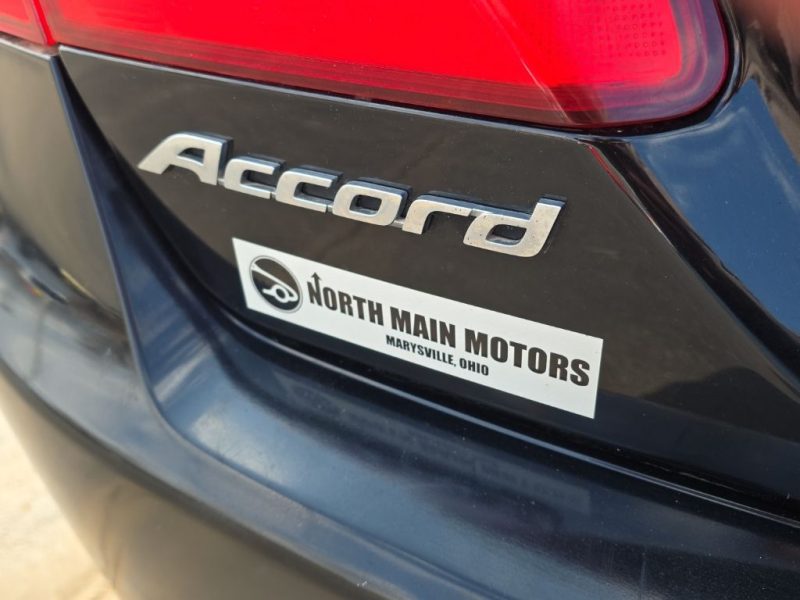 Accord
NORTH MAIN MOTORS
MARYSVILLE, OHIO